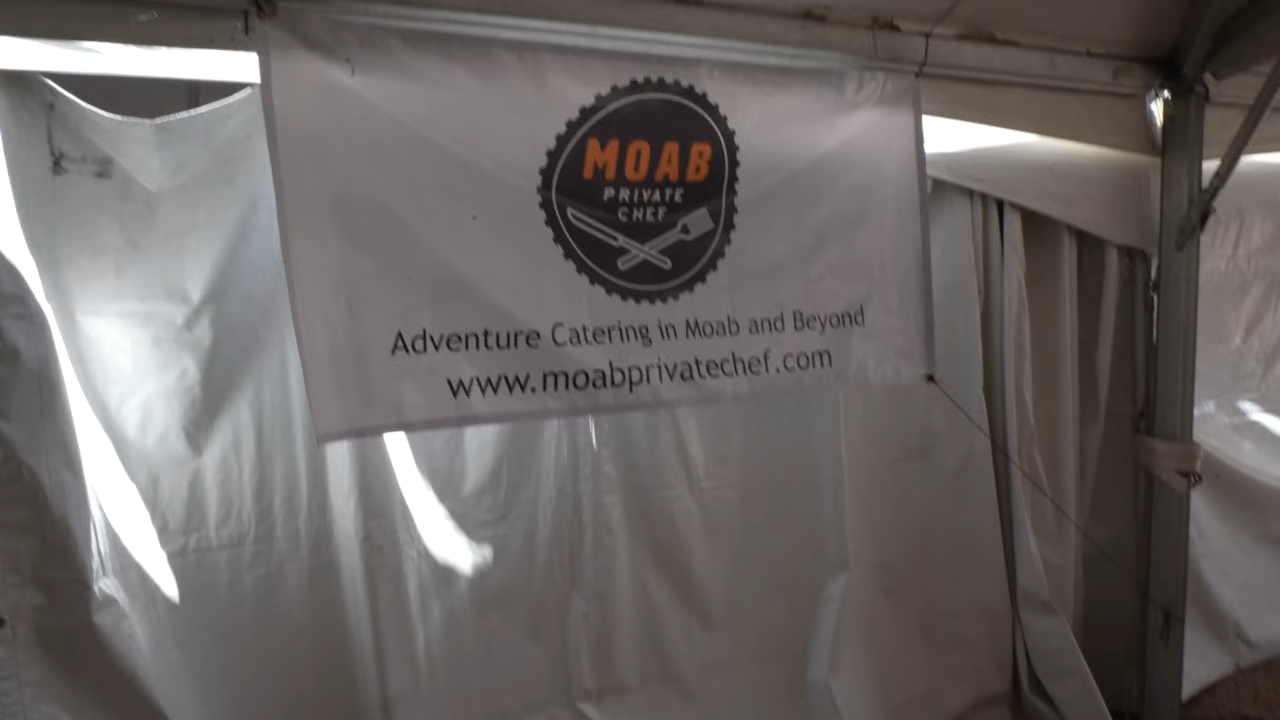 MOAB
PRIVATE
CHEF
Adventure Catering in Moab and Beyond
www.moabprivatechef.com